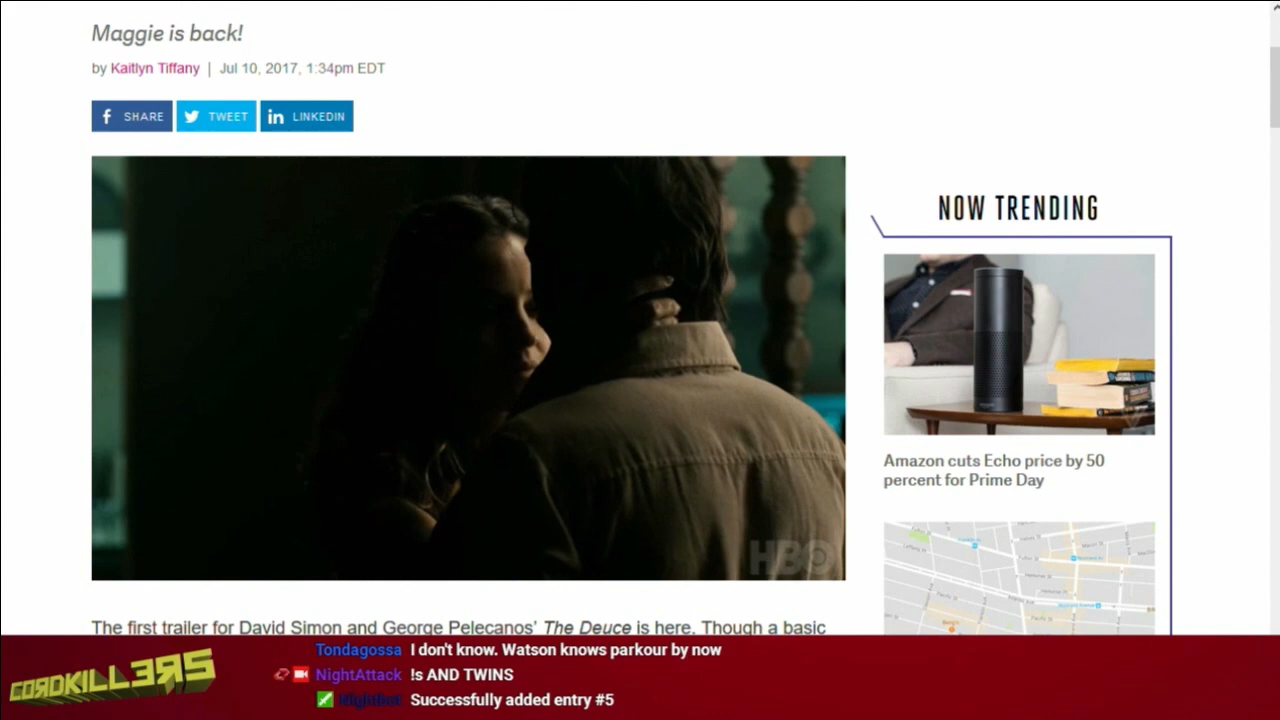 Maggie is back!
by Kaitlyn Tiffany | Jul 10, 2017, 1:34pm EDT
f SHARE
TWEET
in LINKEDIN
NOW TRENDING
Amazon cuts Echo price by 50
percent for Prime Day
HBO
The first trailer for David Simon and George Pelecanos' The Deuce is here. Though a basic
CORDKILLERS
Tondagossa I don't know. Watson knows parkour by now
NightAttack !s AND TWINS
Nightbot Successfully added entry #5